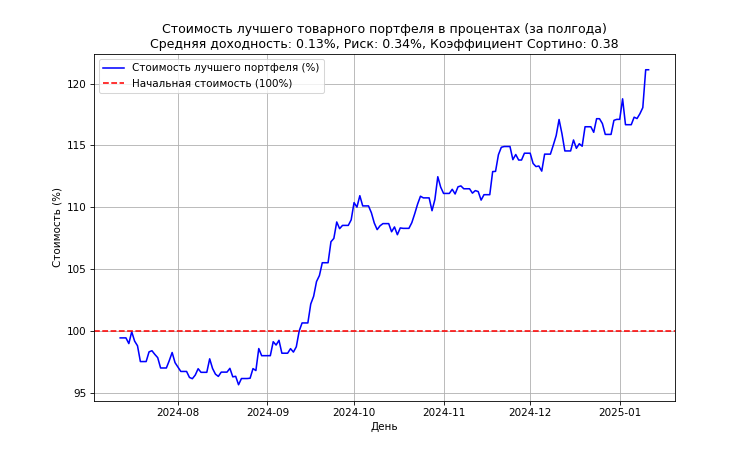 Стоимость лучшего товарного портфеля в процентах (за полгода)
Средняя доходность: 0.13%, Риск: 0.34%, Коэффициент Сортино: 0.38
Стоимость лучшего портфеля (%)
Начальная стоимость (100%)
Стоимость (%)
120
115
110
105
100
95
2024-08
2024-09
2024-10
2024-11
2024-12
2025-01
День